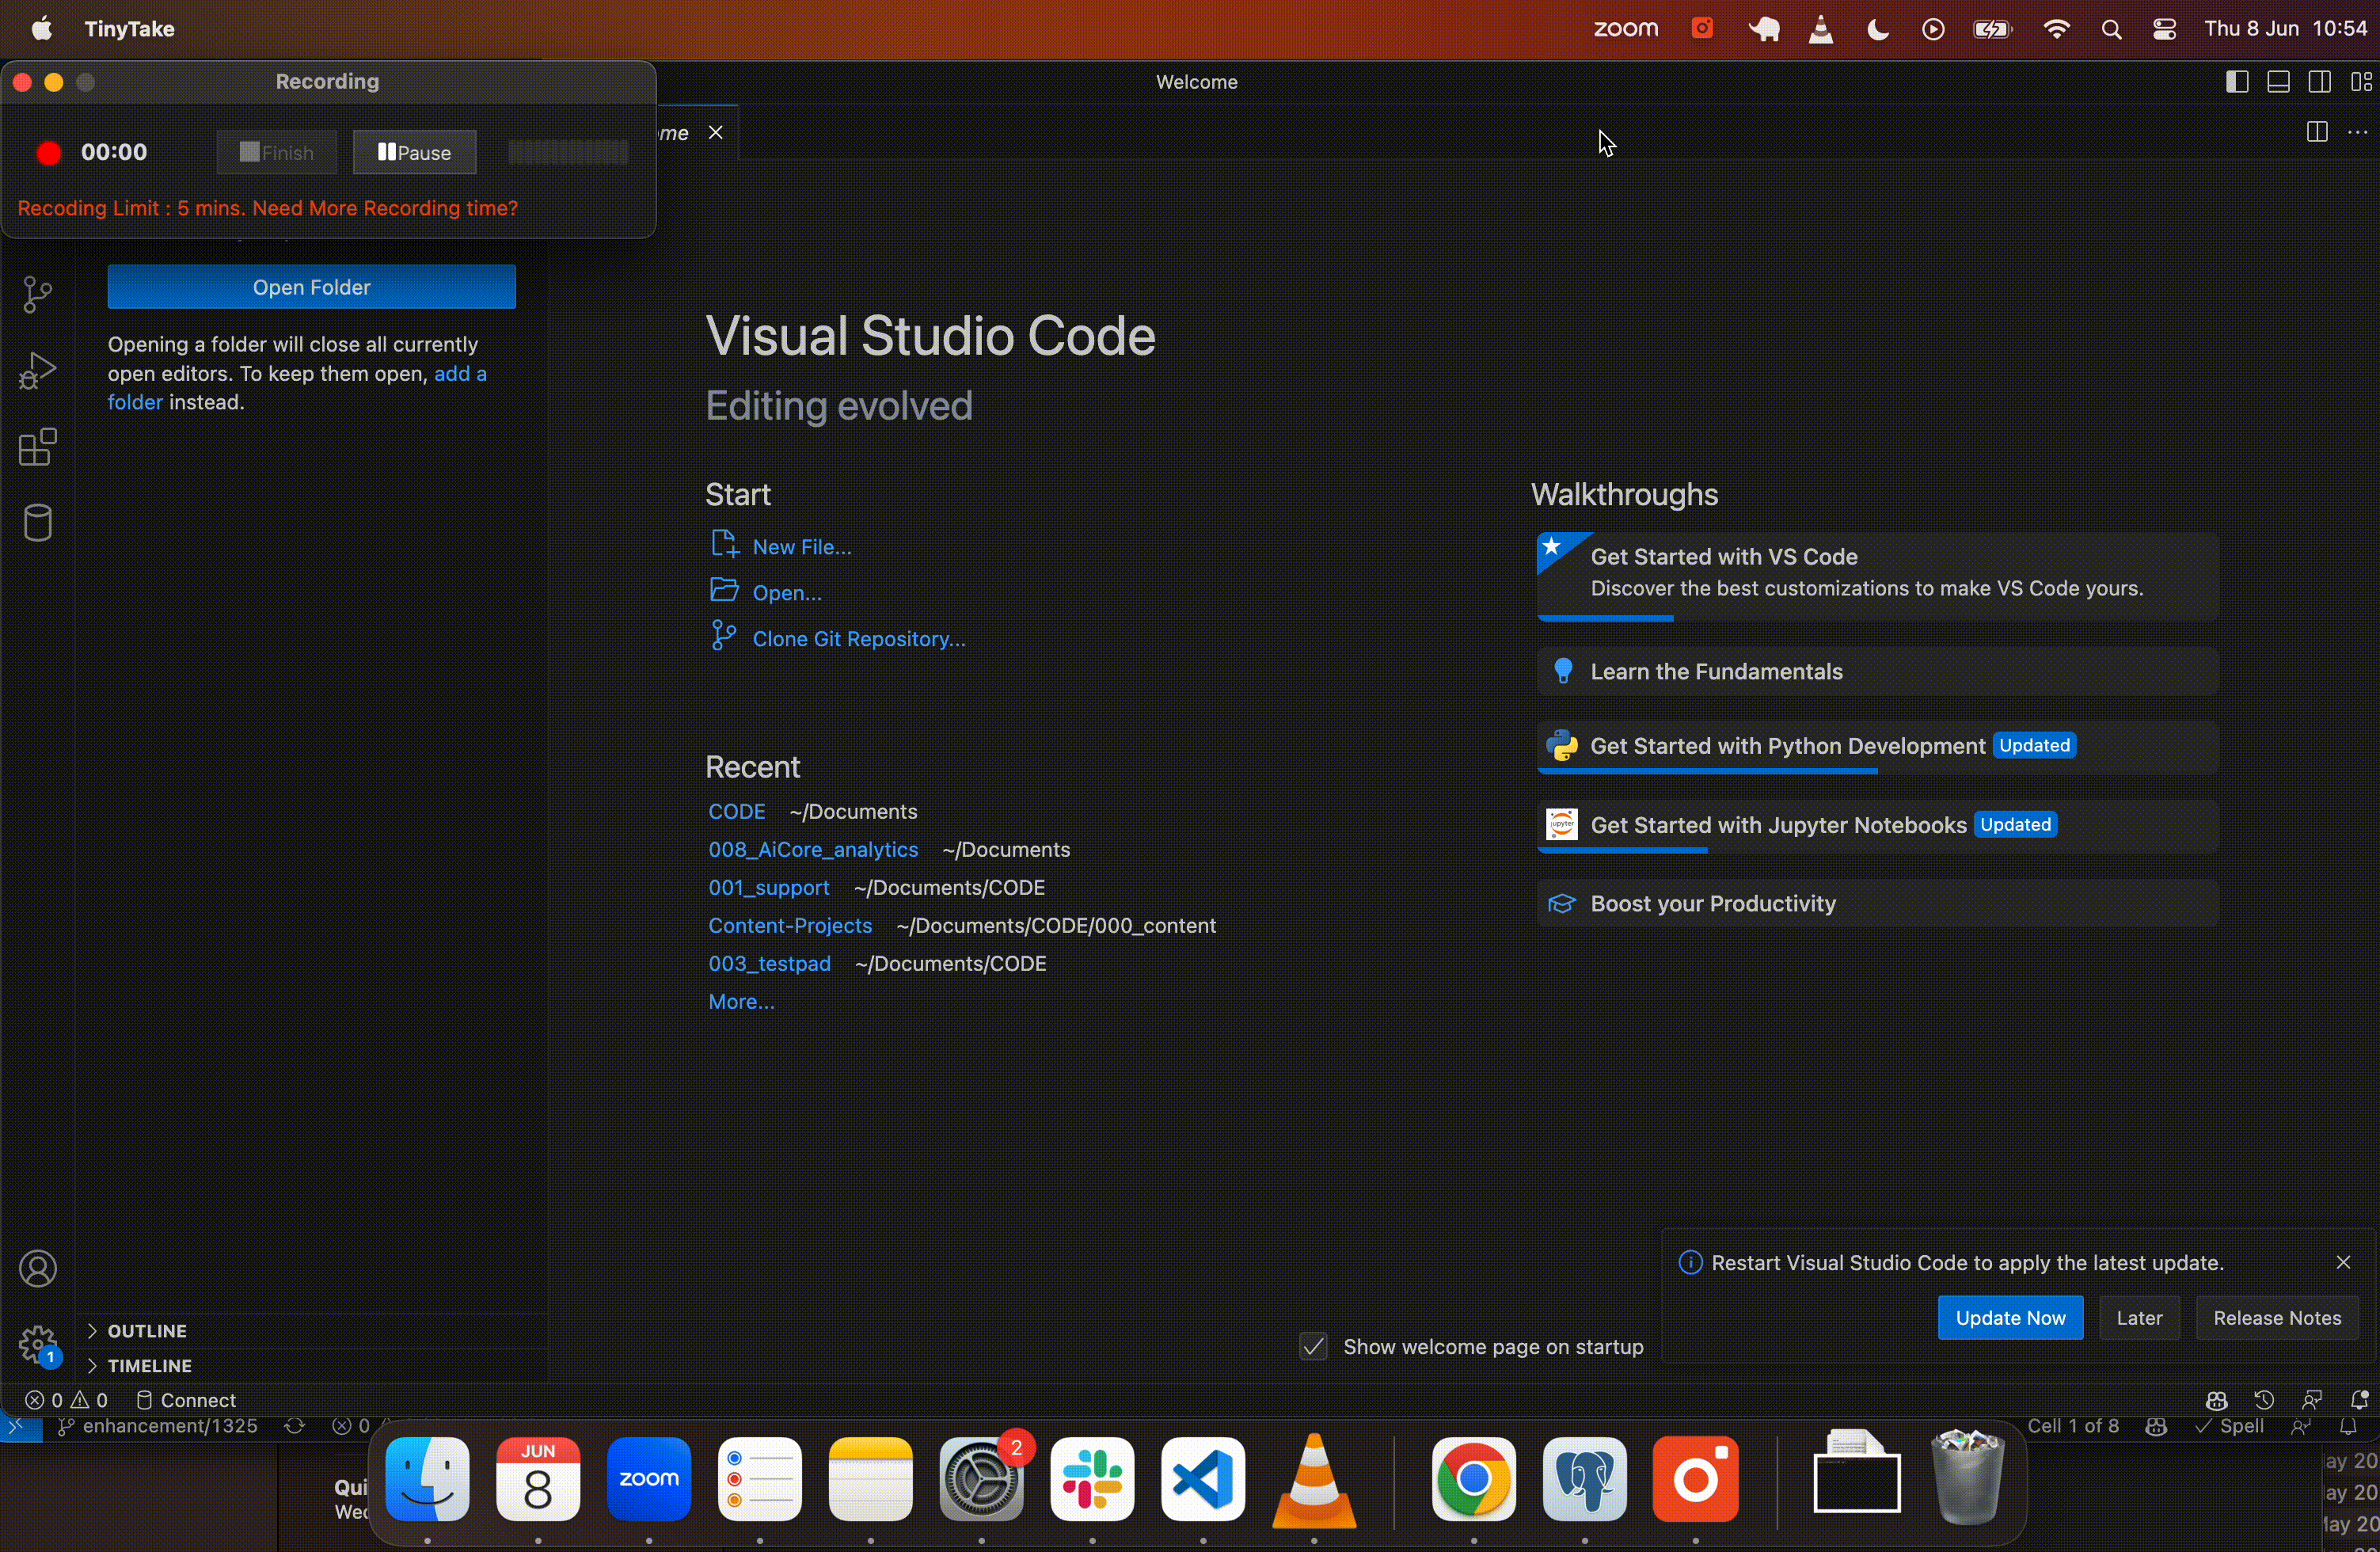 TinyTake
zoom
Thu 8 Jun 10:54
Recording
Welcome
00:00
Finish
Pause
me
Recoding Limit : 5 mins. Need More Recording time?
Open Folder
Opening a folder will close all currently
open editors. To keep them open, add a
folder instead.
Visual Studio Code
Editing evolved
Start
New File...
Open...
Clone Git Repository...
Recent
CODE ~/Documents
008_AiCore_analytics ~/Documents
001_support ~/Documents/CODE
Content-Projects ~/Documents/CODE/000_content
003_testpad ~/Documents/CODE
More...
Walkthroughs
Get Started with VS Code
Discover the best customizations to make VS Code yours.
Learn the Fundamentals
Get Started with Python Development Updated
jupyter
Get Started with Jupyter Notebooks Updated
Boost your Productivity
Restart Visual Studio Code to apply the latest update.
Update Now
Later
Release Notes
Show welcome page on startup
OUTLINE
1
TIMELINE
0 0 Connect
enhancement/1325 0
Cell 1 of 8
Spell
Qui
Wed
JUN
8
zoom
2
ay 20
ay 20
May 20